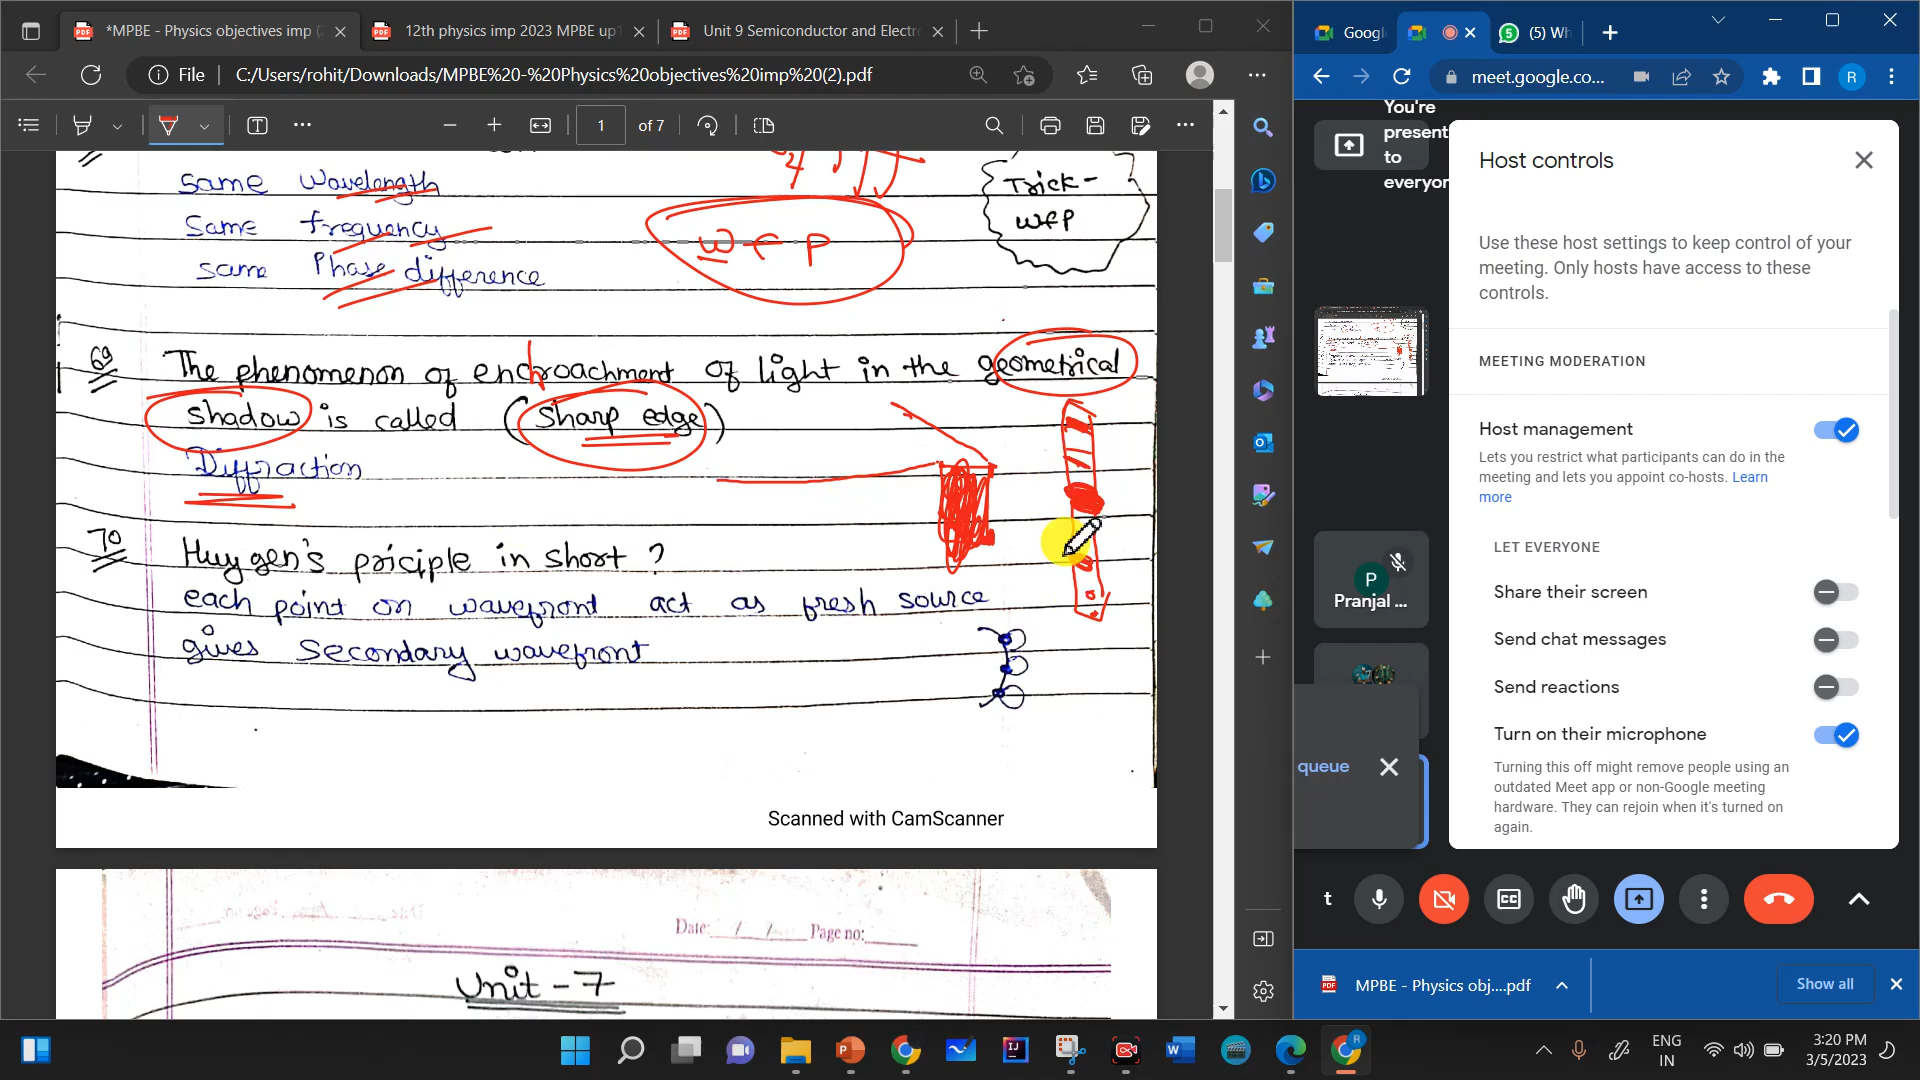 *MPBE - Physics objectives imp (
12th physics imp 2023 MPBE up
Unit 9 Semiconductor and Electro
File
C:/Users/rohit/Downloads/MPBE%20-%20Physics%20objectives%20imp%20(2).pdf
1
of 7
same wavelength
same frequency
same Phase difference
W F P
Trick-
WFP
69
The phenomenon of encroachment of light in the geometrical
shadow is called (Sharp edge)
Diffraction
70
Huygen's priciple in short ?
each point on wavefront act as fresh source
gives Secondary wavefront
Scanned with CamScanner
Date: / / Page no:
Unit - 7
Googl
(5) Wh
meet.google.co...
R
You're
present
to
everyon
Host controls
Use these host settings to keep control of your
meeting. Only hosts have access to these
controls.
MEETING MODERATION
Host management
Lets you restrict what participants can do in the
meeting and lets you appoint co-hosts. Learn
more
LET EVERYONE
Share their screen
Send chat messages
Send reactions
Turn on their microphone
Turning this off might remove people using an
outdated Meet app or non-Google meeting
hardware. They can rejoin when it's turned on
again.
P
Pranjal ...
queue
t
MPBE - Physics obj....pdf
Show all
ENG
IN
3:20 PM
3/5/2023